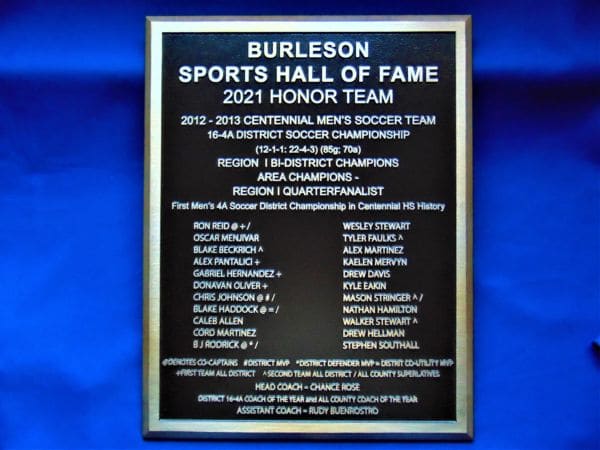 BURLESON
SPORTS HALL OF FAME
2021 HONOR TEAM
2012 - 2013 CENTENNIAL MEN'S SOCCER TEAM
16-4A DISTRICT SOCCER CHAMPIONSHIP
(12-1-1: 22-4-3) (85g; 70a)
REGION I BI-DISTRICT CHAMPIONS
AREA CHAMPIONS -
REGION I QUARTERFANALIST
First Men's 4A Soccer District Championship in Centennial HS History
RON REID @ + /
OSCAR MENJIVAR
BLAKE BECKRICH ^
ALEX PANTALICI +
GABRIEL HERNANDEZ +
DONAVAN OLIVER +
CHRIS JOHNSON @ # /
BLAKE HADDOCK @ = /
CALEB ALLEN
CORD MARTINEZ
B J RODRICK @ * /
WESLEY STEWART
TYLER FAULKS ^
ALEX MARTINEZ
KAELEN MERVYN
DREW DAVIS
KYLE EAKIN
MASON STRINGER ^ /
NATHAN HAMILTON
WALKER STEWART ^
DREW HELLMAN
STEPHEN SOUTHALL
@DENOTES CO-CAPTAINS #DISTRICT MVP *DISTRICT DEFENDER MVP = DISTRIT CO-UTILITY MVP
+FIRST TEAM ALL DISTRICT ^SECOND TEAM ALL DISTRICT / ALL COUNTY SUPERLATIVES
HEAD COACH – CHANCE ROSE
DISTRICT 16-4A COACH OF THE YEAR and ALL COUNTY COACH OF THE YEAR
ASSISTANT COACH – RUDY BUENROSTRO